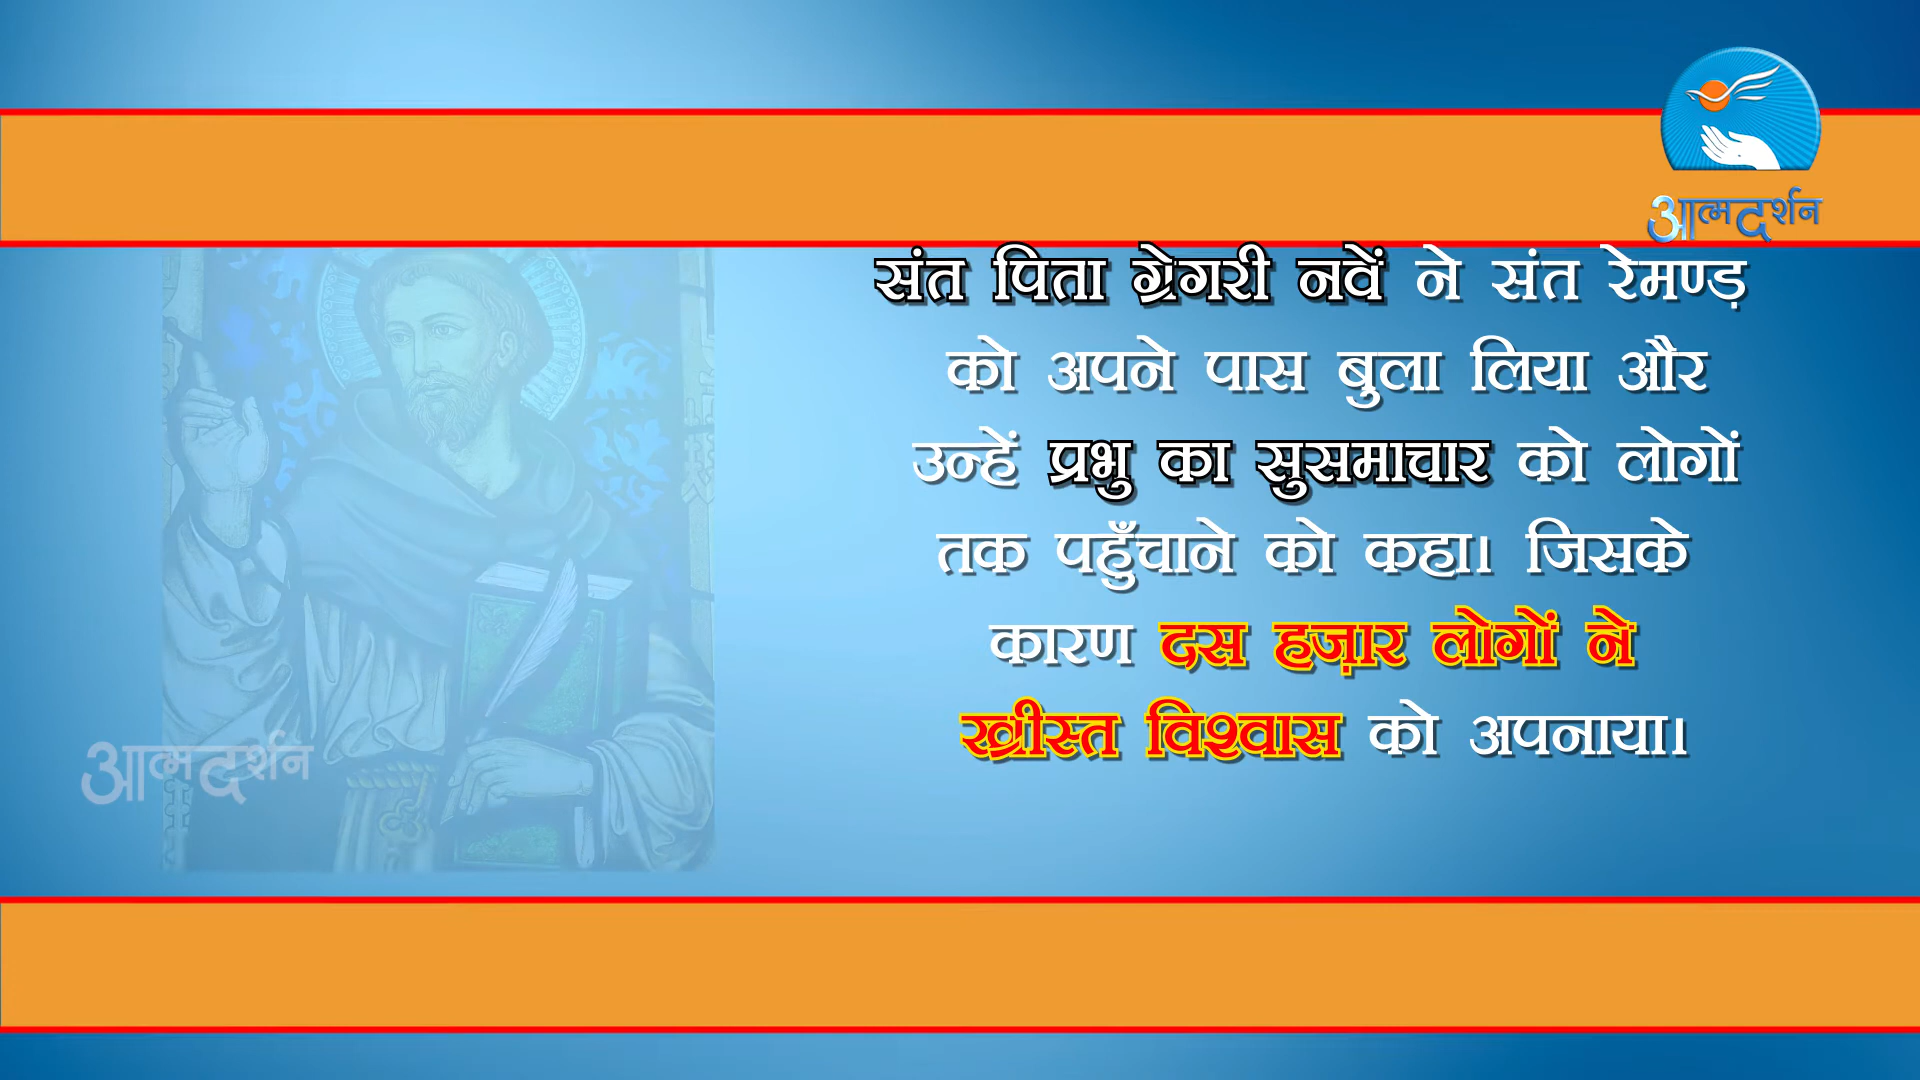 आत्मदर्शन
संत पिता ग्रेगरी नवें ने संत रेमण्ड़
को अपने पास बुला लिया और
उन्हें प्रभु का सुसमाचार को लोगों
तक पहुँचाने को कहा। जिसके
कारण दस हज़ार लोगों ने
ख्रीस्त विश्वास को अपनाया।
आत्मदर्शन